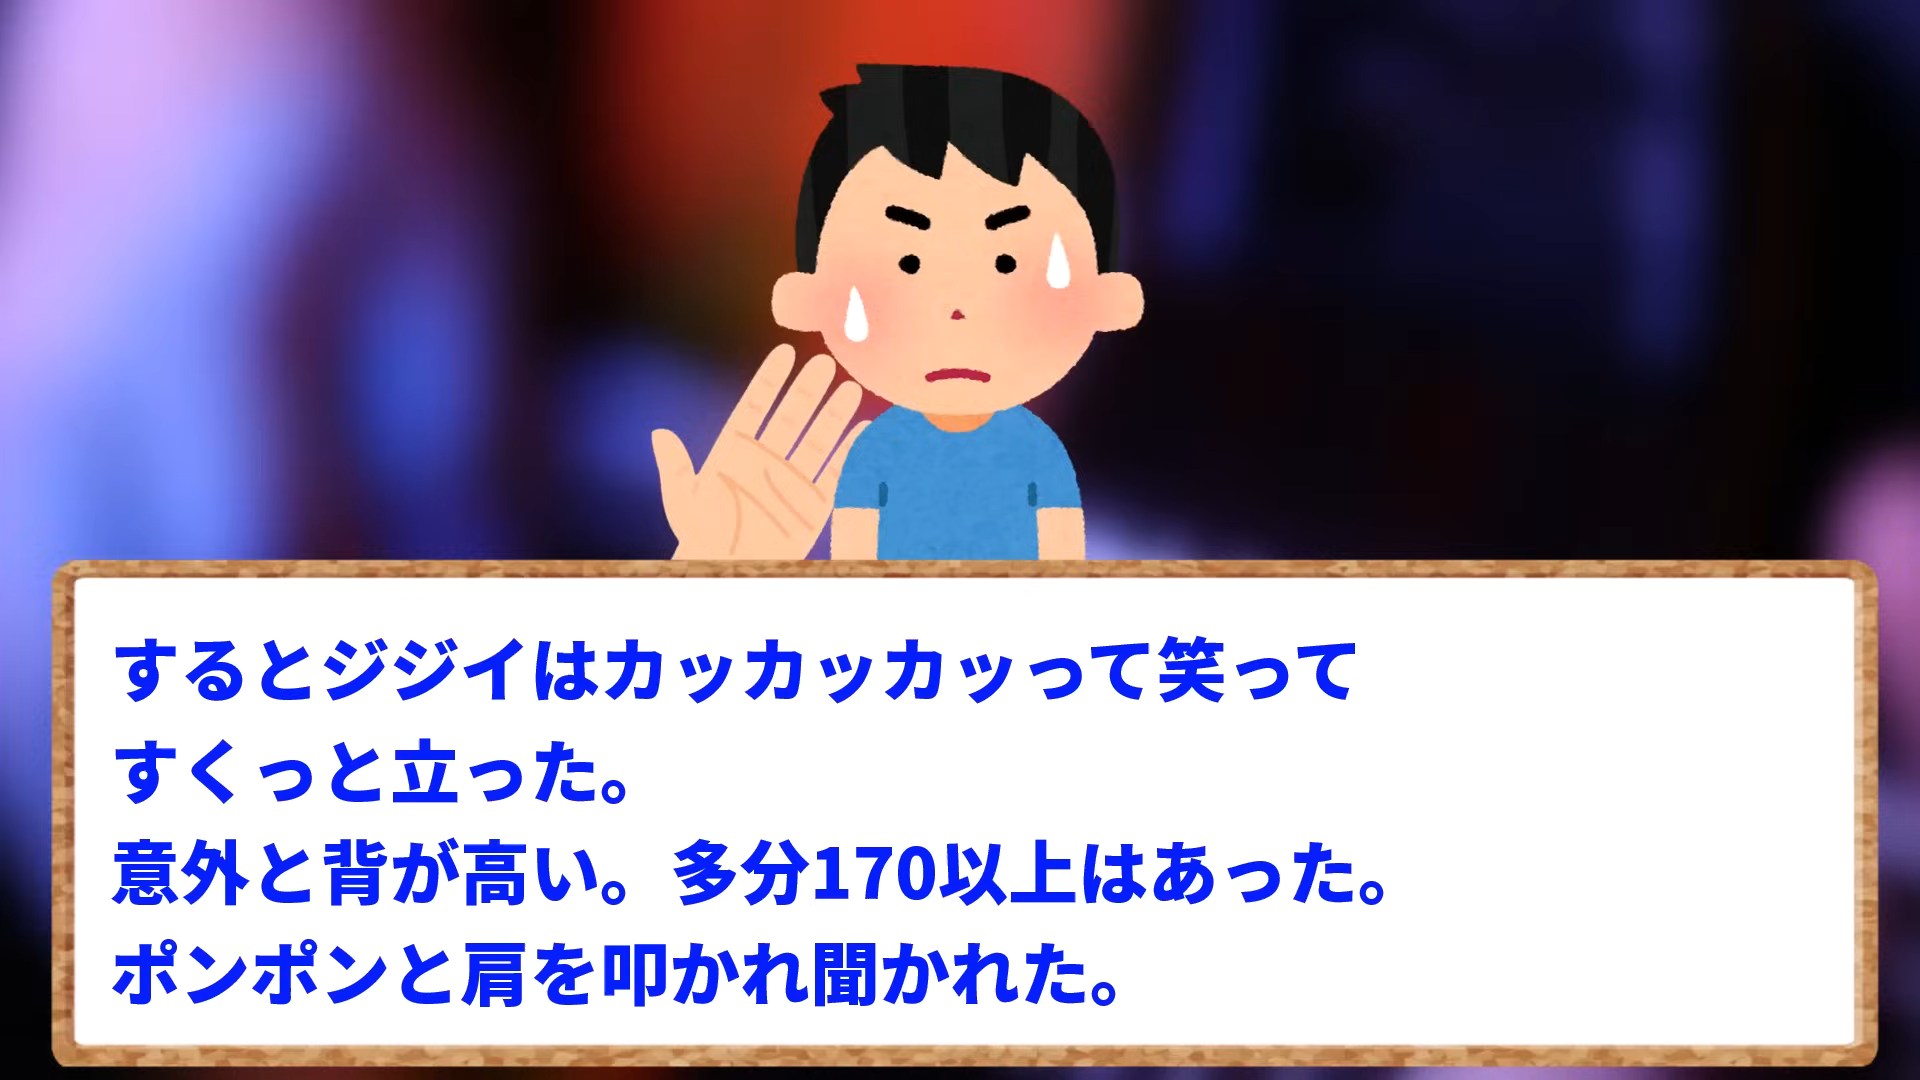 するとジジイはカッカッカッって笑って
すくっと立った。
意外と背が高い。多分170以上はあった。
ポンポンと肩を叩かれ聞かれた。